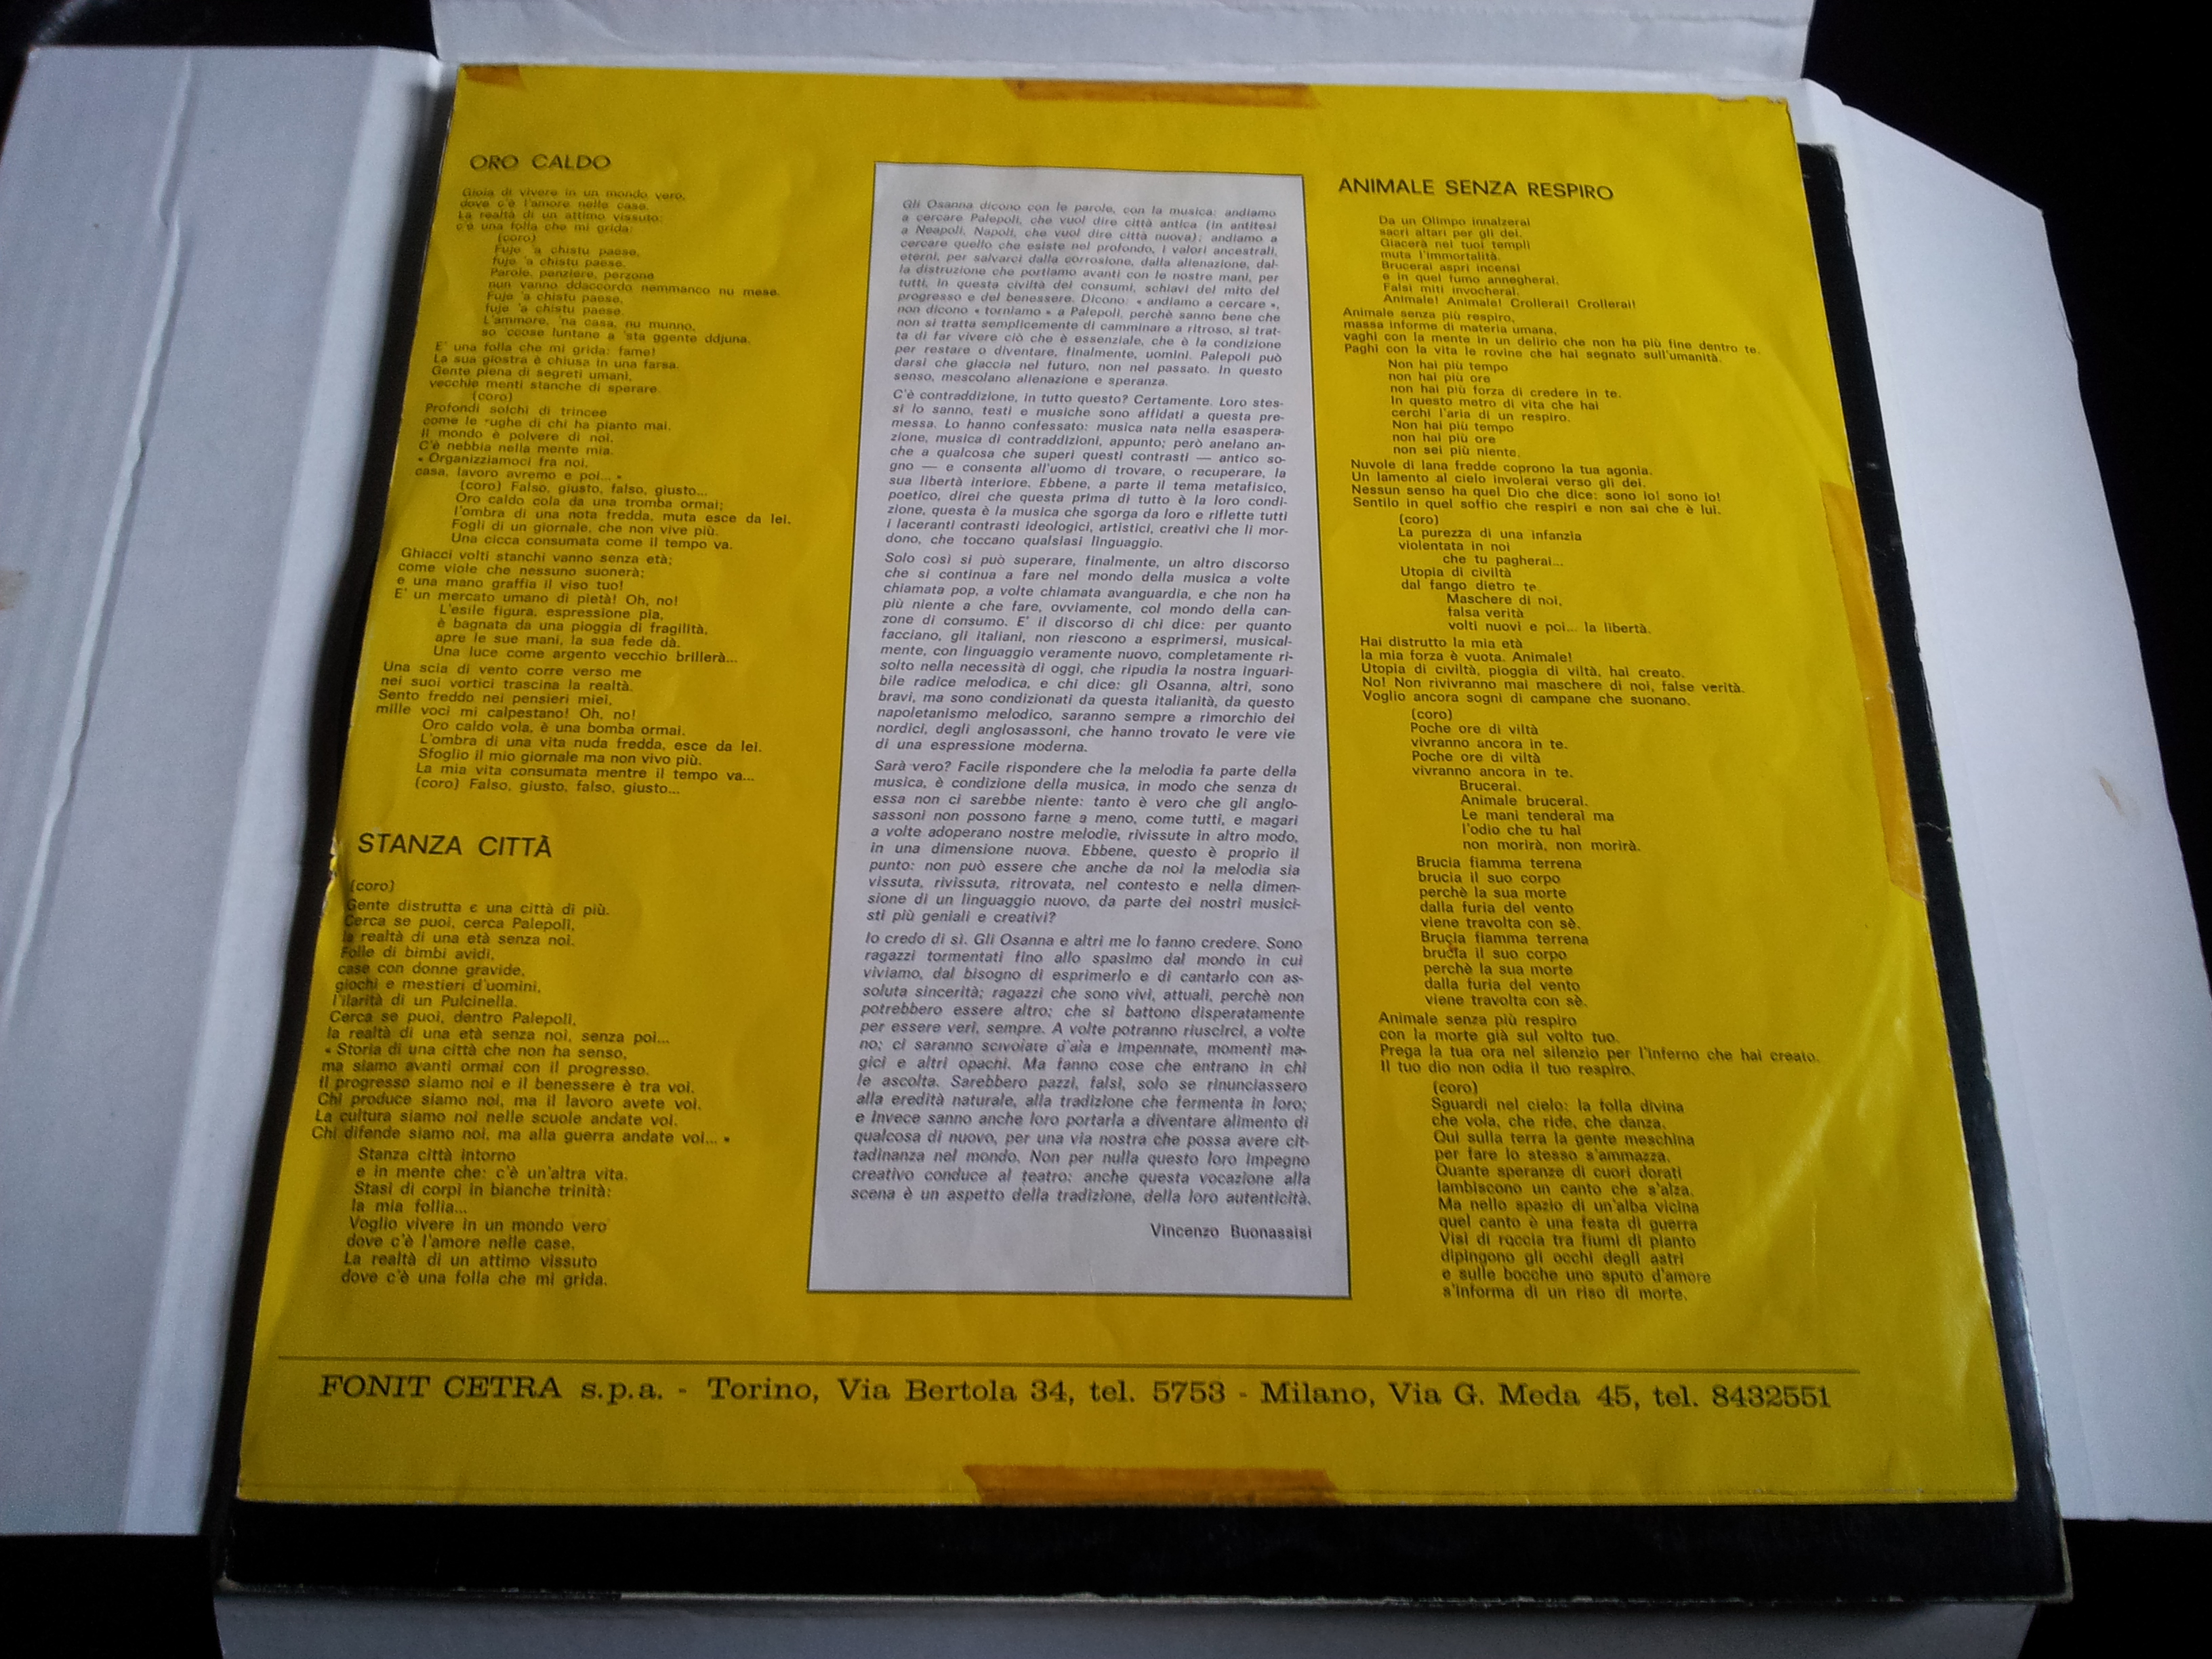 ORO CALDO
Gioia di vivere in un mondo vero,
dove c'è l'amore nelle case.
La realtà di un attimo vissuto:
c'è una folla che mi grida:
(coro)
Fuje 'a chistu paese,
fuje 'a chistu paese.
Parole, penziere, perzone
nun vanno ddaccordo nemmanco nu mese.
Fuje 'a chistu paese,
fuje 'a chistu paese.
L'ammore, 'na casa, nu munno,
so 'ccose luntane a 'sta ggente ddjuna.
E' una folla che mi grida: fame!
La sua giostra è chiusa in una farsa.
Gente piena di segreti umani,
vecchie menti stanche di sperare.
(coro)
Profondi solchi di trincee
come le rughe di chi ha pianto mai.
Il mondo è polvere di noi.
C'è nebbia nella mente mia.
« Organizziamoci fra noi,
casa, lavoro avremo e poi... »
(coro) Falso, giusto, falso, giusto...
Oro caldo cola da una tromba ormai;
l'ombra di una nota fredda, muta esce da lei.
Fogli di un giornale, che non vive più.
Una cicca consumata come il tempo va.
Ghiacci volti stanchi vanno senza età;
come viole che nessuno suonerà;
e una mano graffia il viso tuo!
E' un mercato umano di pietà! Oh, no!
L'esile figura, espressione pia,
è bagnata da una pioggia di fragilità,
apre le sue mani, la sua fede dà.
Una luce come argento vecchio brillerà...
Una scia di vento corre verso me
nei suoi vortici trascina la realtà.
Sento freddo nei pensieri miei,
mille voci mi calpestano! Oh, no!
Oro caldo vola, è una bomba ormai.
L'ombra di una vita nuda fredda, esce da lei.
Sfoglio il mio giornale ma non vivo più.
La mia vita consumata mentre il tempo va...
(coro) Falso, giusto, falso, giusto...
STANZA CITTÀ
(coro)
Gente distrutta e una città di più.
Cerca se puoi, cerca Palepoli,
la realtà di una età senza noi.
Folle di bimbi avidi,
case con donne gravide,
giochi e mestieri d'uomini,
l'ilarità di un Pulcinella.
Cerca se puoi, dentro Palepoli,
la realtà di una età senza noi, senza poi...
« Storia di una città che non ha senso,
ma siamo avanti ormai con il progresso.
Il progresso siamo noi e il benessere è tra voi.
Chi produce siamo noi, ma il lavoro avete voi.
La cultura siamo noi nelle scuole andate voi.
Chi difende siamo noi, ma alla guerra andate voi... »
Stanza città intorno
e in mente che: c'è un'altra vita.
Stasi di corpi in bianche trinità:
la mia follia...
Voglio vivere in un mondo vero
dove c'è l'amore nelle case.
La realtà di un attimo vissuto
dove c'è una folla che mi grida.
Gli Osanna dicono con le parole, con la musica: andiamo
a cercare Palepoli, che vuol dire città antica (in antitesi
a Neapoli, Napoli, che vuol dire città nuova); andiamo a
cercare quello che esiste nel profondo, i valori ancestrali,
eterni, per salvarci dalla corrosione, dalla alienazione, dal-
la distruzione che portiamo avanti con le nostre mani, per
tutti, in questa civiltà dei consumi, schiavi del mito del
progresso e del benessere. Dicono: « andiamo a cercare »,
non dicono « torniamo » a Palepoli, perchè sanno bene che
non si tratta semplicemente di camminare a ritroso, si trat-
ta di far vivere ciò che è essenziale, che è la condizione
per restare o diventare, finalmente, uomini. Palepoli può
darsi che giaccia nel futuro, non nel passato. In questo
senso, mescolano alienazione e speranza.
C'è contraddizione, in tutto questo? Certamente. Loro stes-
si lo sanno, testi e musiche sono affidati a questa pre-
messa. Lo hanno confessato: musica nata nella esaspera-
zione, musica di contraddizioni, appunto; però anelano an-
che a qualcosa che superi questi contrasti — antico so-
gno — e consenta all'uomo di trovare, o recuperare, la
sua libertà interiore. Ebbene, a parte il tema metafisico,
poetico, direi che questa prima di tutto è la loro condi-
zione, questa è la musica che sgorga da loro e riflette tutti
i laceranti contrasti ideologici, artistici, creativi che li mor-
dono, che toccano qualsiasi linguaggio.
Solo così si può superare, finalmente, un altro discorso
che si continua a fare nel mondo della musica a volte
chiamata pop, a volte chiamata avanguardia, e che non ha
più niente a che fare, ovviamente, col mondo della can-
zone di consumo. E' il discorso di chi dice: per quanto
facciano, gli italiani, non riescono a esprimersi, musical-
mente, con linguaggio veramente nuovo, completamente ri-
solto nella necessità di oggi, che ripudia la nostra inguari-
bile radice melodica, e chi dice: gli Osanna, altri, sono
bravi, ma sono condizionati da questa italianità, da questo
napoletanismo melodico, saranno sempre a rimorchio dei
nordici, degli anglosassoni, che hanno trovato le vere vie
di una espressione moderna.
Sarà vero? Facile rispondere che la melodia fa parte della
musica, è condizione della musica, in modo che senza di
essa non ci sarebbe niente: tanto è vero che gli anglo-
sassoni non possono farne a meno, come tutti, e magari
a volte adoperano nostre melodie, rivissute in altro modo,
in una dimensione nuova. Ebbene, questo è proprio il
punto: non può essere che anche da noi la melodia sia
vissuta, rivissuta, ritrovata, nel contesto e nella dimen-
sione di un linguaggio nuovo, da parte dei nostri musici-
sti più geniali e creativi?
Io credo di sì. Gli Osanna e altri me lo fanno credere. Sono
ragazzi tormentati fino allo spasimo dal mondo in cui
viviamo, dal bisogno di esprimerlo e di cantarlo con as-
soluta sincerità; ragazzi che sono vivi, attuali, perchè non
potrebbero essere altro; che si battono disperatamente
per essere veri, sempre. A volte potranno riuscirci, a volte
no; ci saranno scivolate d'ala e impennate, momenti ma-
gici e altri opachi. Ma fanno cose che entrano in chi
le ascolta. Sarebbero pazzi, falsi, solo se rinunciassero
alla eredità naturale, alla tradizione che fermenta in loro;
e invece sanno anche loro portarla a diventare alimento di
qualcosa di nuovo, per una via nostra che possa avere cit-
tadinanza nel mondo. Non per nulla questo loro impegno
creativo conduce al teatro: anche questa vocazione alla
scena è un aspetto della tradizione, della loro autenticità.
Vincenzo Buonassisi
ANIMALE SENZA RESPIRO
Da un Olimpo innalzerai
sacri altari per gli dei.
Giacerà nei tuoi templi
muta l'immortalità.
Brucerai aspri incensi
e in quel fumo annegherai.
Falsi miti invocherai.
Animale! Animale! Crollerai! Crollerai!
Animale senza più respiro,
massa informe di materia umana,
vaghi con la mente in un delirio che non ha più fine dentro te.
Paghi con la vita le rovine che hai segnato sull'umanità.
Non hai più tempo
non hai più ore
non hai più forza di credere in te.
In questo metro di vita che hai
cerchi l'aria di un respiro.
Non hai più tempo
non hai più ore
non sei più niente.
Nuvole di lana fredde coprono la tua agonia.
Un lamento al cielo involerai verso gli dei.
Nessun senso ha quel Dio che dice: sono io! sono io!
Sentilo in quel soffio che respiri e non sai che è lui.
(coro)
La purezza di una infanzia
violentata in noi
che tu pagherai...
Utopia di civiltà
dal fango dietro te.
Maschere di noi,
falsa verità
volti nuovi e poi... la libertà.
Hai distrutto la mia età
la mia forza è vuota. Animale!
Utopia di civiltà, pioggia di viltà, hai creato.
No! Non rivivranno mai maschere di noi, false verità.
Voglio ancora sogni di campane che suonano.
(coro)
Poche ore di viltà
vivranno ancora in te.
Poche ore di viltà
vivranno ancora in te.
Brucerai.
Animale brucerai.
Le mani tenderai ma
l'odio che tu hai
non morirà, non morirà.
Brucia fiamma terrena
brucia il suo corpo
perchè la sua morte
dalla furia del vento
viene travolta con sè.
Brucia fiamma terrena
brucia il suo corpo
perchè la sua morte
dalla furia del vento
viene travolta con sè.
Animale senza più respiro
con la morte già sul volto tuo.
Prega la tua ora nel silenzio per l'inferno che hai creato.
Il tuo dio non odia il tuo respiro.
(coro)
Sguardi nel cielo: la folla divina
che vola, che ride, che danza.
Qui sulla terra la gente meschina
per fare lo stesso s'ammazza.
Quante speranze di cuori dorati
lambiscono un canto che s'alza.
Ma nello spazio di un'alba vicina
quel canto è una festa di guerra
Visi di roccia tra fiumi di pianto
dipingono gli occhi degli astri
e sulle bocche uno sputo d'amore
s'informa di un riso di morte.
FONIT CETRA s.p.a. - Torino, Via Bertola 34, tel. 5753 - Milano, Via G. Meda 45, tel. 8432551